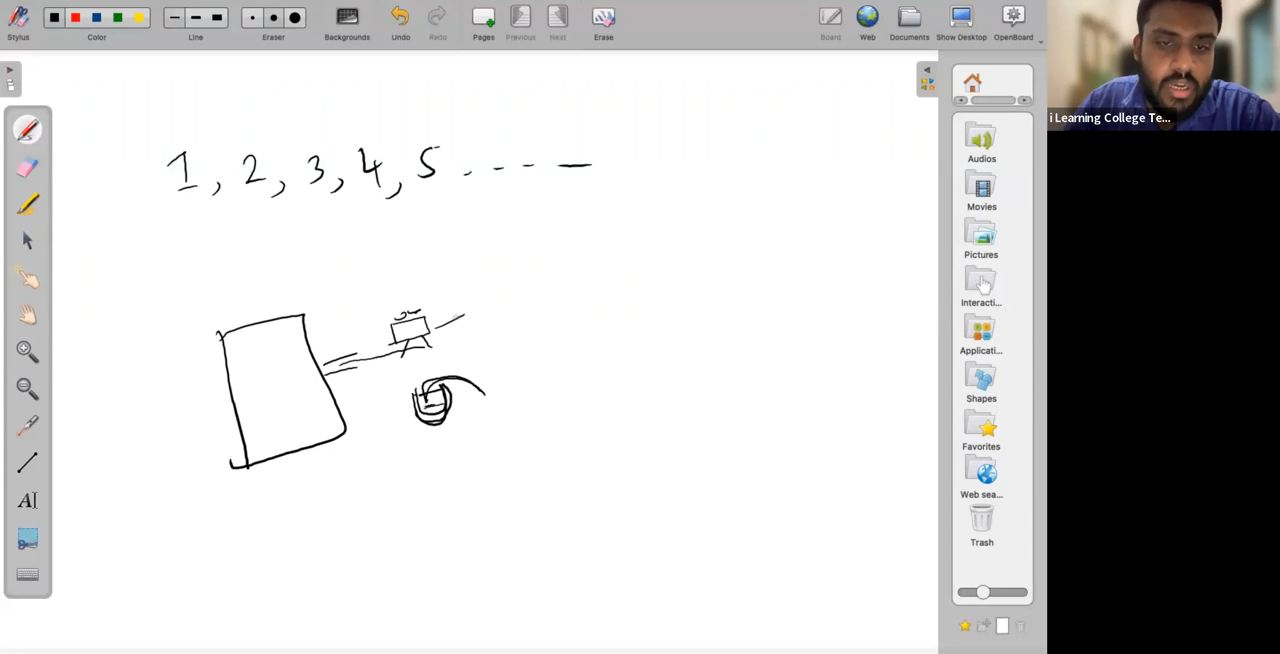 Stylus Color Line Eraser Backgrounds Undo Redo Pages Previous Next Erase Board Web Documents Show Desktop OpenBoard
i Learning College Te...
1, 2, 3, 4, 5 . - - —
Audios
Movies
Pictures
Interacti...
Applicati...
Shapes
Favorites
Web sea...
Trash